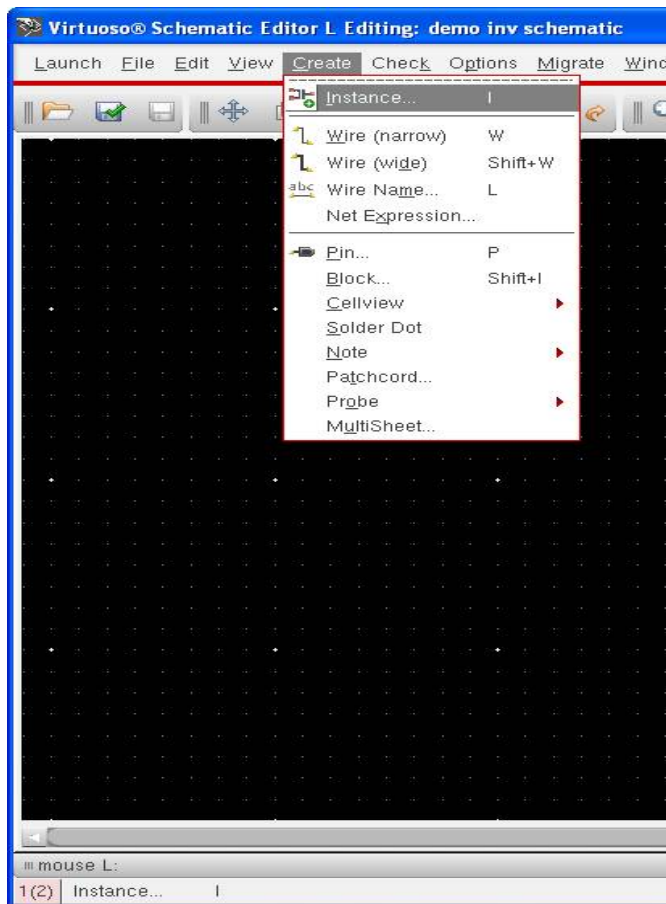 Virtuoso® Schematic Editor L Editing: demo inv schematic
Launch File Edit View Create Check Options Migrate
Instance... I
Wire (narrow) W
Wire (wide) Shift+W
abc Wire Name... L
Net Expression...
Pin... P
Block... Shift+I
Cellview
Solder Dot
Note
Patchcord...
Probe
MultiSheet...
mouse L:
1(2) Instance... I